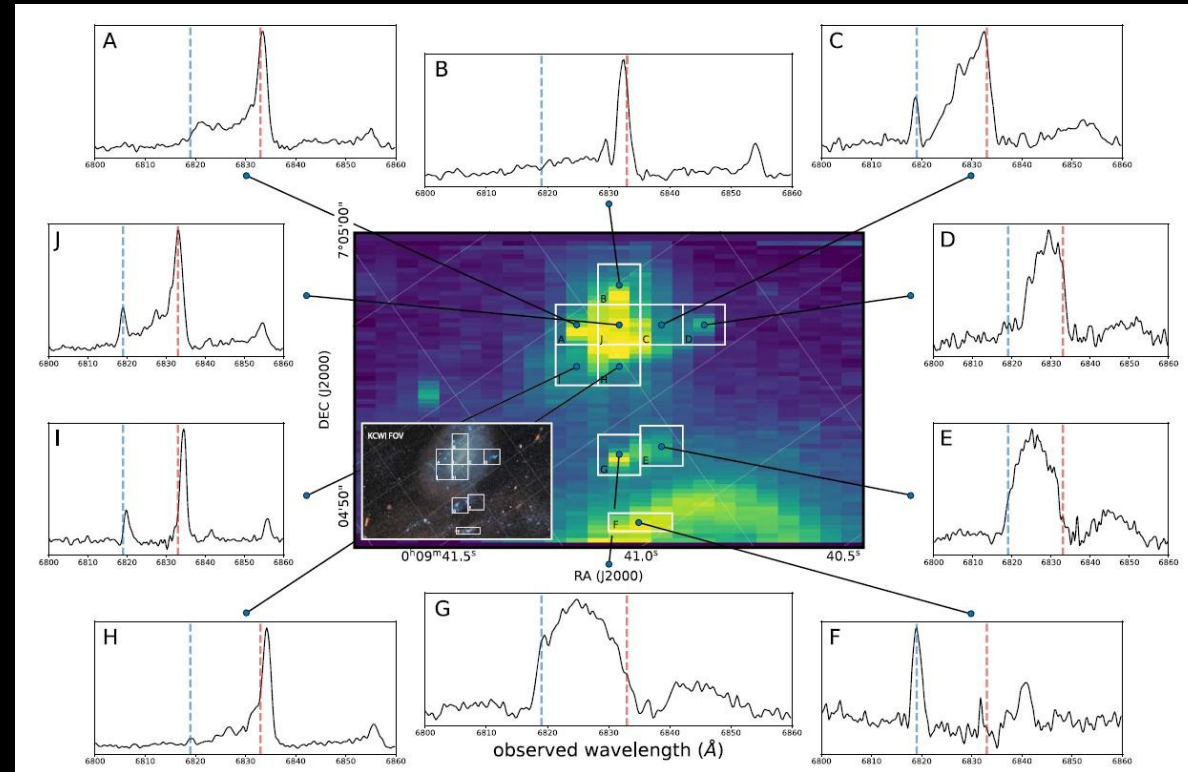 A
6800 6810 6820 6830 6840 6850 6860
B
6800 6810 6820 6830 6840 6850 6860
C
6800 6810 6820 6830 6840 6850 6860
J
6800 6810 6820 6830 6840 6850 6860
D
6800 6810 6820 6830 6840 6850 6860
I
6800 6810 6820 6830 6840 6850 6860
E
6800 6810 6820 6830 6840 6850 6860
H
6800 6810 6820 6830 6840 6850 6860
G
6800 6810 6820 6830 6840 6850 6860
observed wavelength (Å)
F
6800 6810 6820 6830 6840 6850 6860
7°05'00"
DEC (J2000)
04'50"
B
A J C D
I H
G E
F
KCWI FOV
0ʰ09ᵐ41.5ˢ 41.0ˢ 40.5ˢ
RA (J2000)